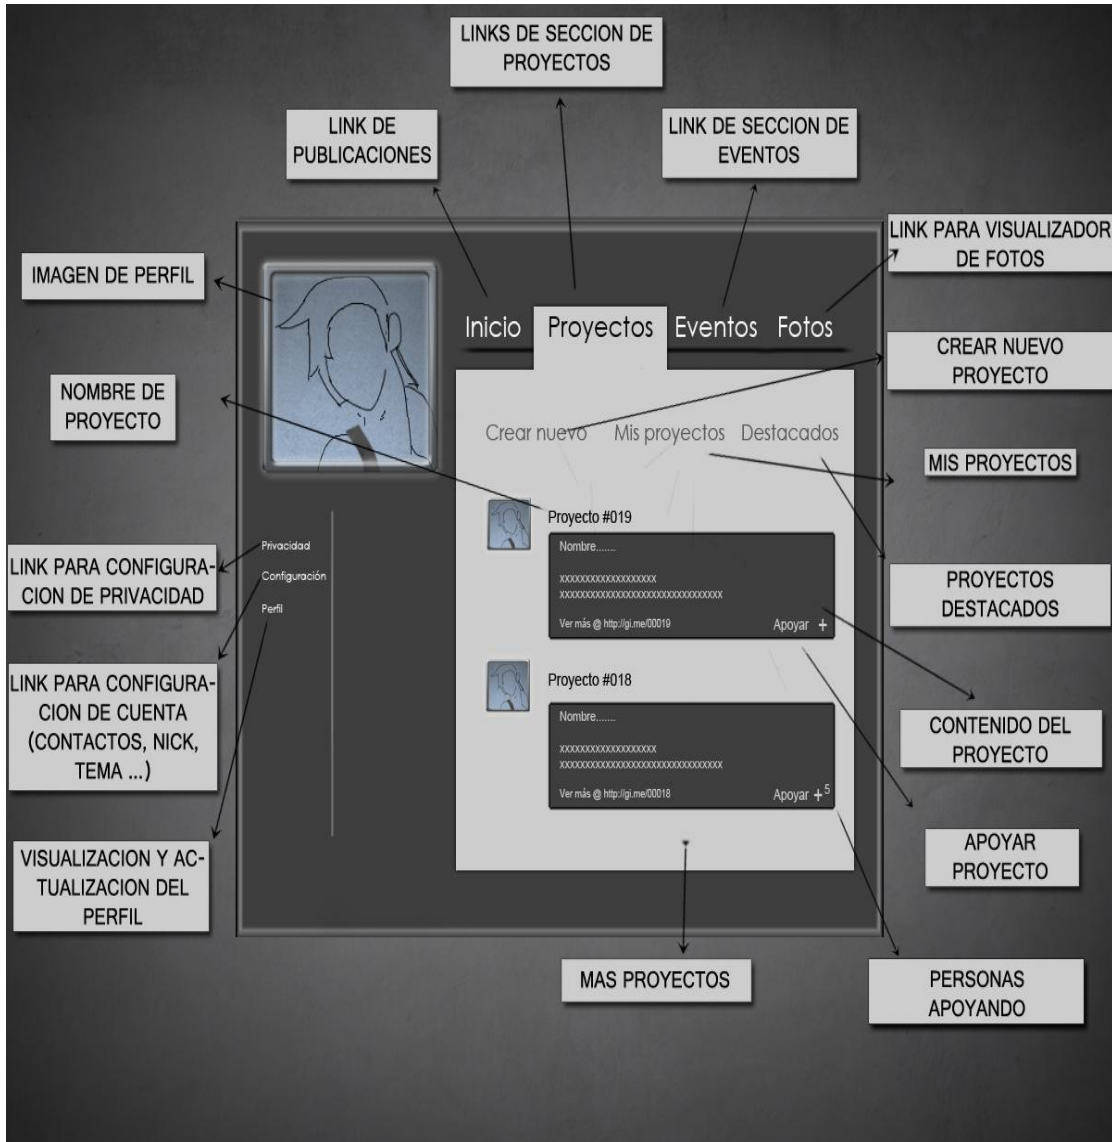 LINKS DE SECCION DE
PROYECTOS
LINK DE
PUBLICACIONES
LINK DE SECCION DE
EVENTOS
LINK PARA VISUALIZADOR
DE FOTOS
IMAGEN DE PERFIL
Inicio Proyectos Eventos Fotos
CREAR NUEVO
PROYECTO
NOMBRE DE
PROYECTO
Crear nuevo Mis proyectos Destacados
MIS PROYECTOS
Proyecto #019
Nombre.......
xxxxxxxxxxxxxxxxxxx
xxxxxxxxxxxxxxxxxxxxxxxxxxxxxxxx
Ver más @ http://gi.me/00019 Apoyar +
Privacidad
Configuración
Perfil
LINK PARA CONFIGURA-
CION DE PRIVACIDAD
PROYECTOS
DESTACADOS
LINK PARA CONFIGURA-
CION DE CUENTA
(CONTACTOS, NICK,
TEMA ...)
Proyecto #018
Nombre.......
xxxxxxxxxxxxxxxxxxx
xxxxxxxxxxxxxxxxxxxxxxxxxxxxxxxx
Ver más @ http://gi.me/00018 Apoyar +5
CONTENIDO DEL
PROYECTO
VISUALIZACION Y AC-
TUALIZACION DEL
PERFIL
APOYAR
PROYECTO
MAS PROYECTOS
PERSONAS
APOYANDO